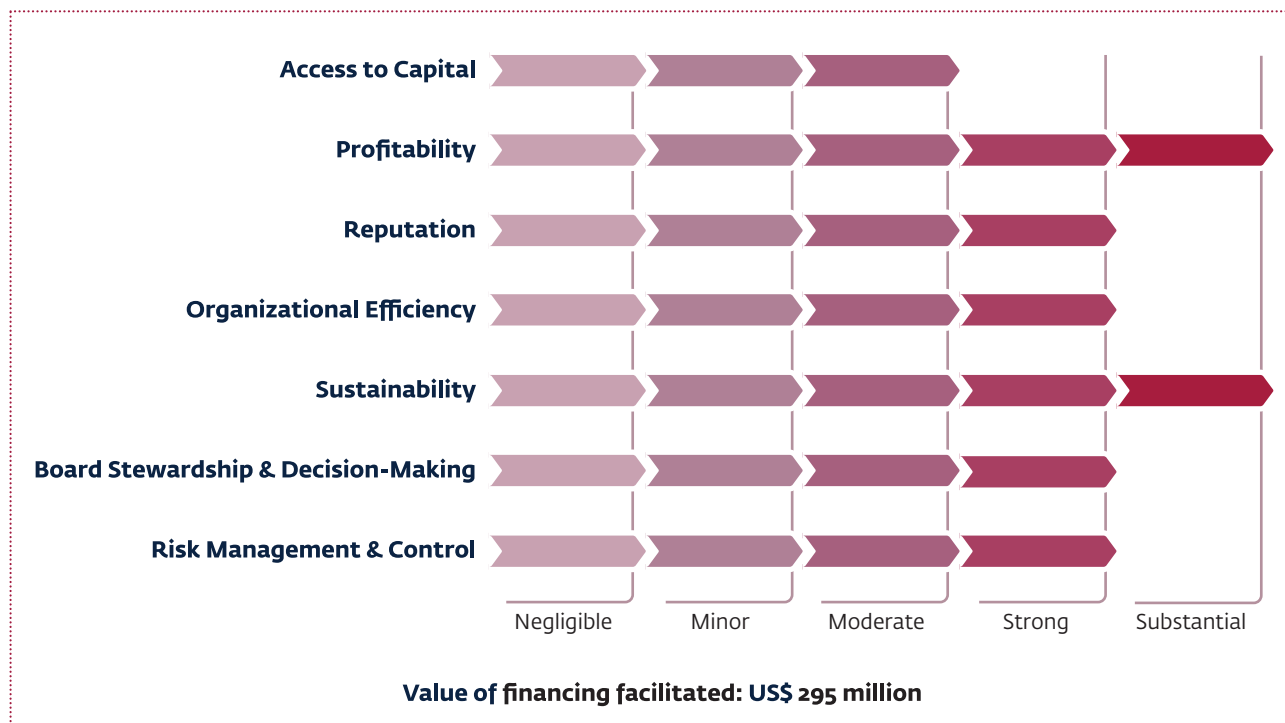 Access to Capital
Profitability
Reputation
Organizational Efficiency
Sustainability
Board Stewardship & Decision-Making
Risk Management & Control
Negligible Minor Moderate Strong Substantial
Value of financing facilitated: US$ 295 million